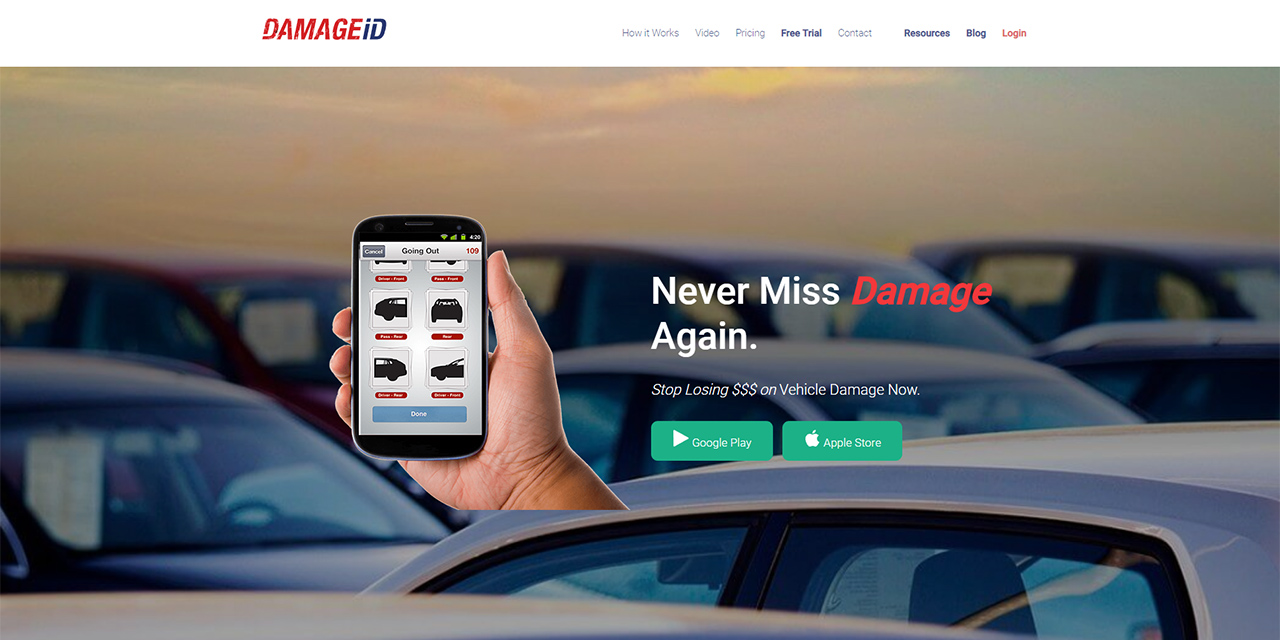 DAMAGEiD
How it Works Video Pricing Free Trial Contact Resources Blog Login
4:20
Cancel Going Out 109
Driver - Front Pass - Front
Pass - Rear Rear
Driver - Rear Driver - Front
Done
Never Miss Damage
Again.
Stop Losing $$$ on Vehicle Damage Now.
Google Play Apple Store